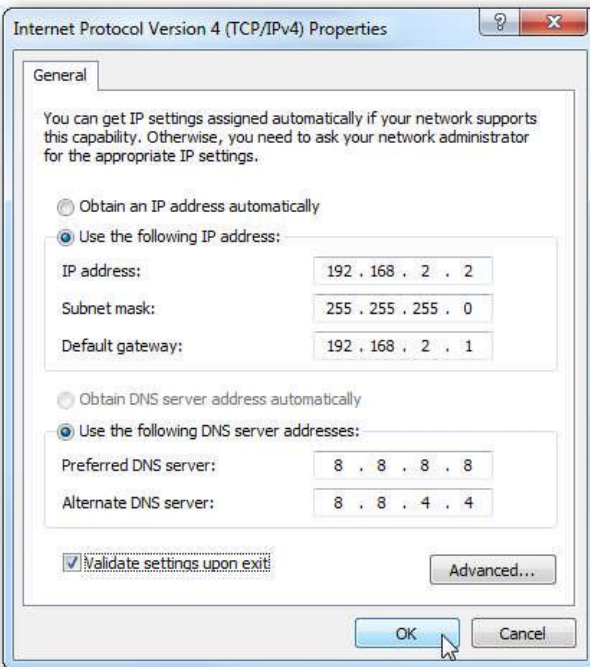 Internet Protocol Version 4 (TCP/IPv4) Properties
?
General
You can get IP settings assigned automatically if your network supports
this capability. Otherwise, you need to ask your network administrator
for the appropriate IP settings.
Obtain an IP address automatically
Use the following IP address:
IP address: 192 . 168 . 2 . 2
Subnet mask: 255 . 255 . 255 . 0
Default gateway: 192 . 168 . 2 . 1
Obtain DNS server address automatically
Use the following DNS server addresses:
Preferred DNS server: 8 . 8 . 8 . 8
Alternate DNS server: 8 . 8 . 4 . 4
Validate settings upon exit
Advanced...
OK Cancel